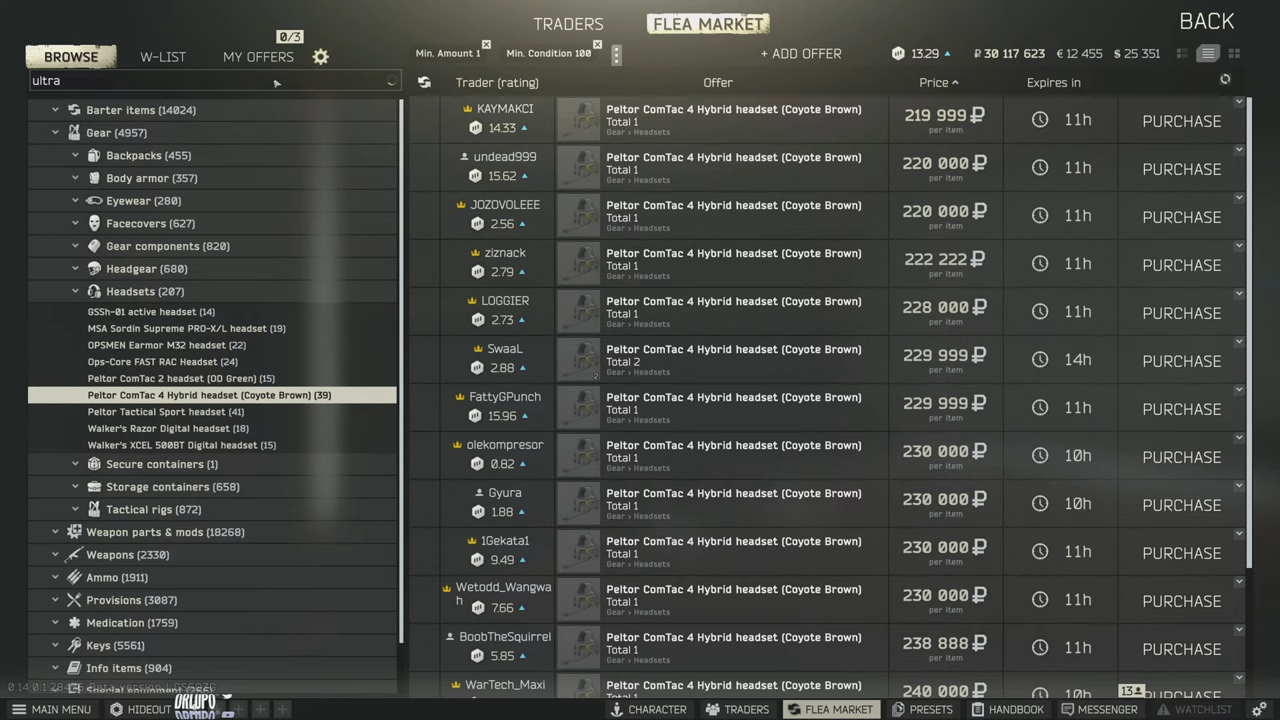 TRADERS
FLEA MARKET
BACK
0/3
BROWSE
W-LIST
MY OFFERS
Min. Amount 1
Min. Condition 100
+ ADD OFFER
1329
₽ 30 117 623
€ 12 455
$ 25 351
ultra
Trader (rating)
Offer
Price
Expires in
Barter items (14024)
Gear (4957)
Backpacks (455)
Body armor (357)
Eyewear (280)
Facecovers (627)
Gear components (820)
Headgear (680)
Headsets (207)
GSSh-01 active headset (14)
MSA Sordin Supreme PRO-X/L headset (19)
OPSMEN Earmor M32 headset (22)
Ops-Core FAST RAC Headset (24)
Peltor ComTac 2 headset (OD Green) (15)
Peltor ComTac 4 Hybrid headset (Coyote Brown) (39)
Peltor Tactical Sport headset (41)
Walker's Razor Digital headset (18)
Walker's XCEL 500BT Digital headset (15)
Secure containers (1)
Storage containers (658)
Tactical rigs (872)
Weapon parts & mods (18268)
Weapons (2330)
Ammo (1911)
Provisions (3087)
Medication (1759)
Keys (5561)
Info items (904)
KAYMAKCI
14.33
Peltor ComTac 4 Hybrid headset (Coyote Brown)
Total 1
Gear > Headsets
219 999 ₽
per item
11h
PURCHASE
undead999
15.62
Peltor ComTac 4 Hybrid headset (Coyote Brown)
Total 1
Gear > Headsets
220 000 ₽
per item
11h
PURCHASE
JOZOVOLEEE
2.56
Peltor ComTac 4 Hybrid headset (Coyote Brown)
Total 1
Gear > Headsets
220 000 ₽
per item
11h
PURCHASE
ziznack
2.79
Peltor ComTac 4 Hybrid headset (Coyote Brown)
Total 1
Gear > Headsets
222 222 ₽
per item
11h
PURCHASE
LOGGIER
2.73
Peltor ComTac 4 Hybrid headset (Coyote Brown)
Total 1
Gear > Headsets
228 000 ₽
per item
11h
PURCHASE
SwaaL
2.88
2
Peltor ComTac 4 Hybrid headset (Coyote Brown)
Total 2
Gear > Headsets
229 999 ₽
per item
14h
PURCHASE
FattyGPunch
15.96
Peltor ComTac 4 Hybrid headset (Coyote Brown)
Total 1
Gear > Headsets
229 999 ₽
per item
11h
PURCHASE
olekompresor
0.82
Peltor ComTac 4 Hybrid headset (Coyote Brown)
Total 1
Gear > Headsets
230 000 ₽
per item
10h
PURCHASE
Gyura
1.88
Peltor ComTac 4 Hybrid headset (Coyote Brown)
Total 1
Gear > Headsets
230 000 ₽
per item
10h
PURCHASE
1Gekata1
9.49
Peltor ComTac 4 Hybrid headset (Coyote Brown)
Total 1
Gear > Headsets
230 000 ₽
per item
11h
PURCHASE
Wetodd_Wangwa
h
7.66
Peltor ComTac 4 Hybrid headset (Coyote Brown)
Total 1
Gear > Headsets
230 000 ₽
per item
11h
PURCHASE
BoobTheSquirrel
5.85
Peltor ComTac 4 Hybrid headset (Coyote Brown)
Total 1
Gear > Headsets
238 888 ₽
per item
11h
PURCHASE
WarTech_Maxi
Peltor ComTac 4 Hybrid headset (Coyote Brown)
240 000 ₽
10h
PURCHASE
MAIN MENU
HIDEOUT
CHARACTER
TRADERS
FLEA MARKET
PRESETS
HANDBOOK
13
MESSENGER
WATCHLIST